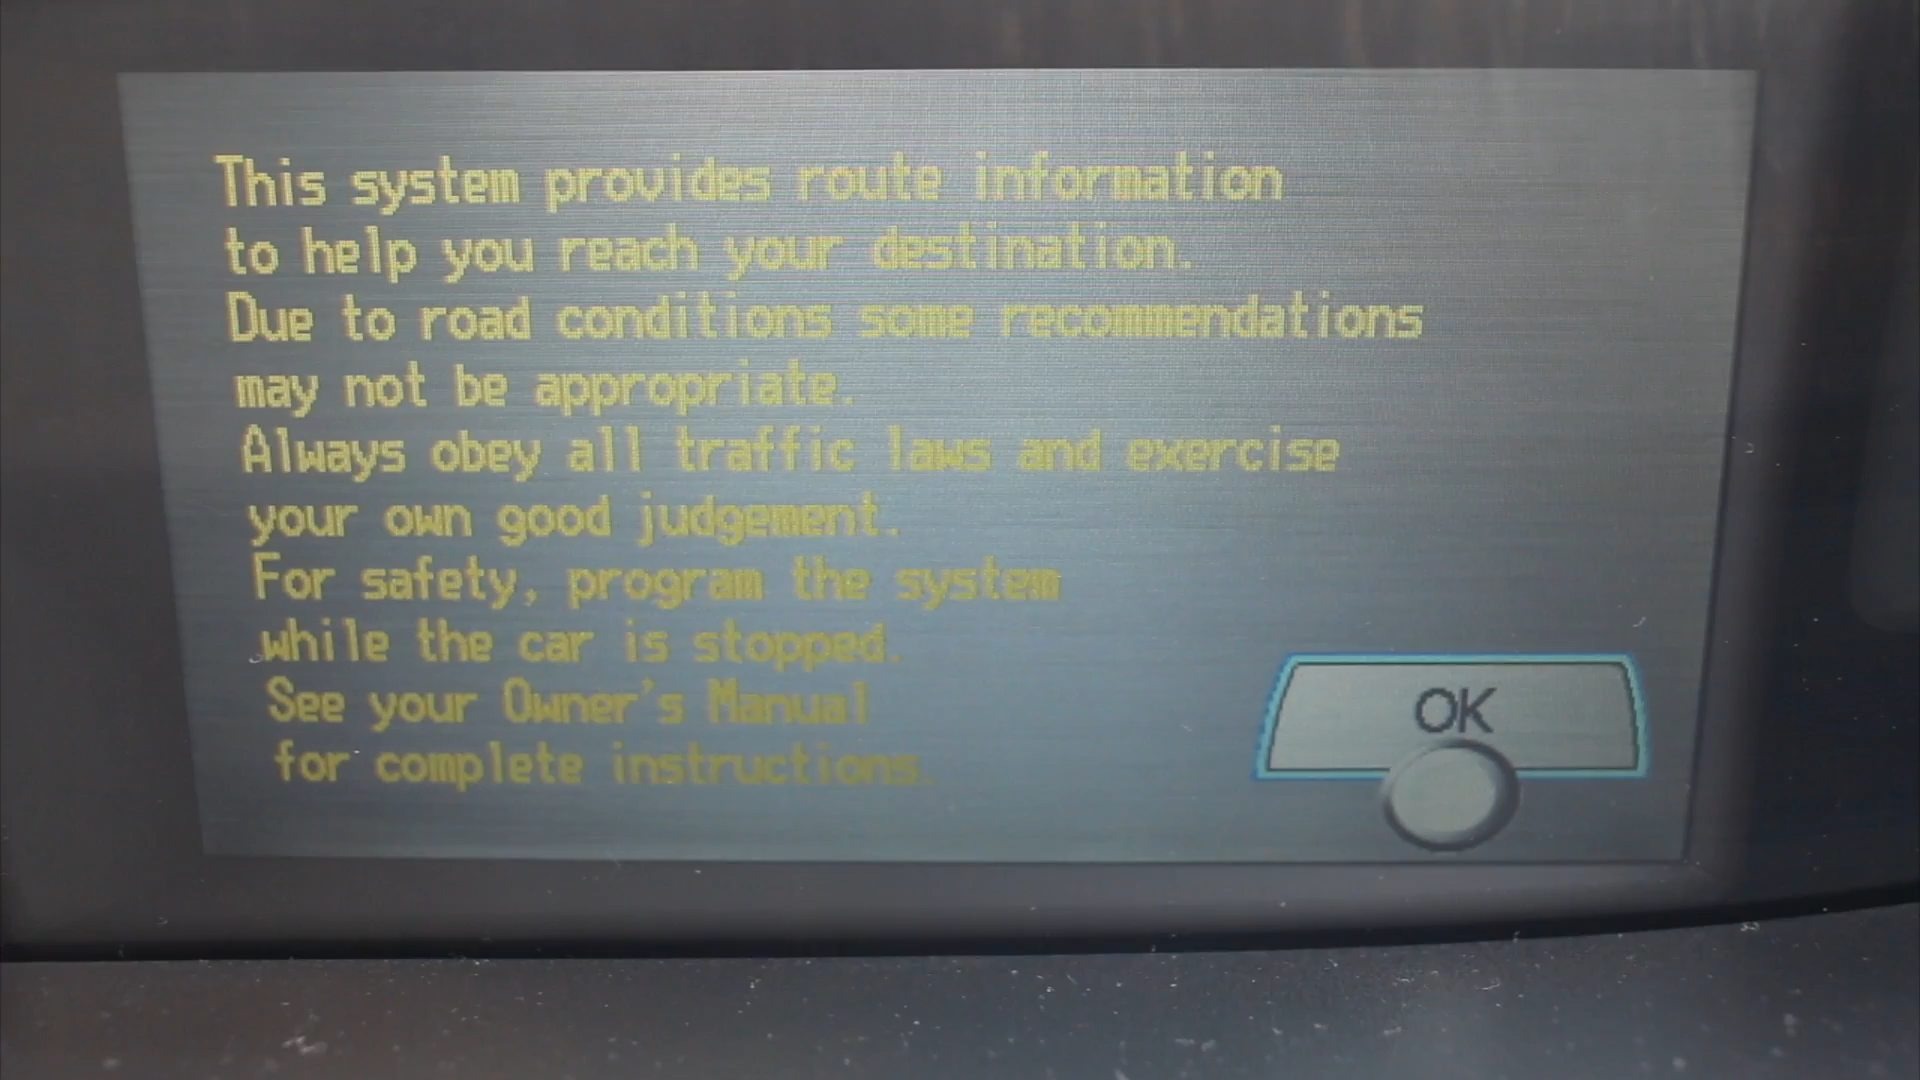 This system provides route information
to help you reach your destination.
Due to road conditions some recommendations
may not be appropriate.
Always obey all traffic laws and exercise
your own good judgement.
For safety, program the system
while the car is stopped.
See your Owner's Manual
for complete instructions.
OK